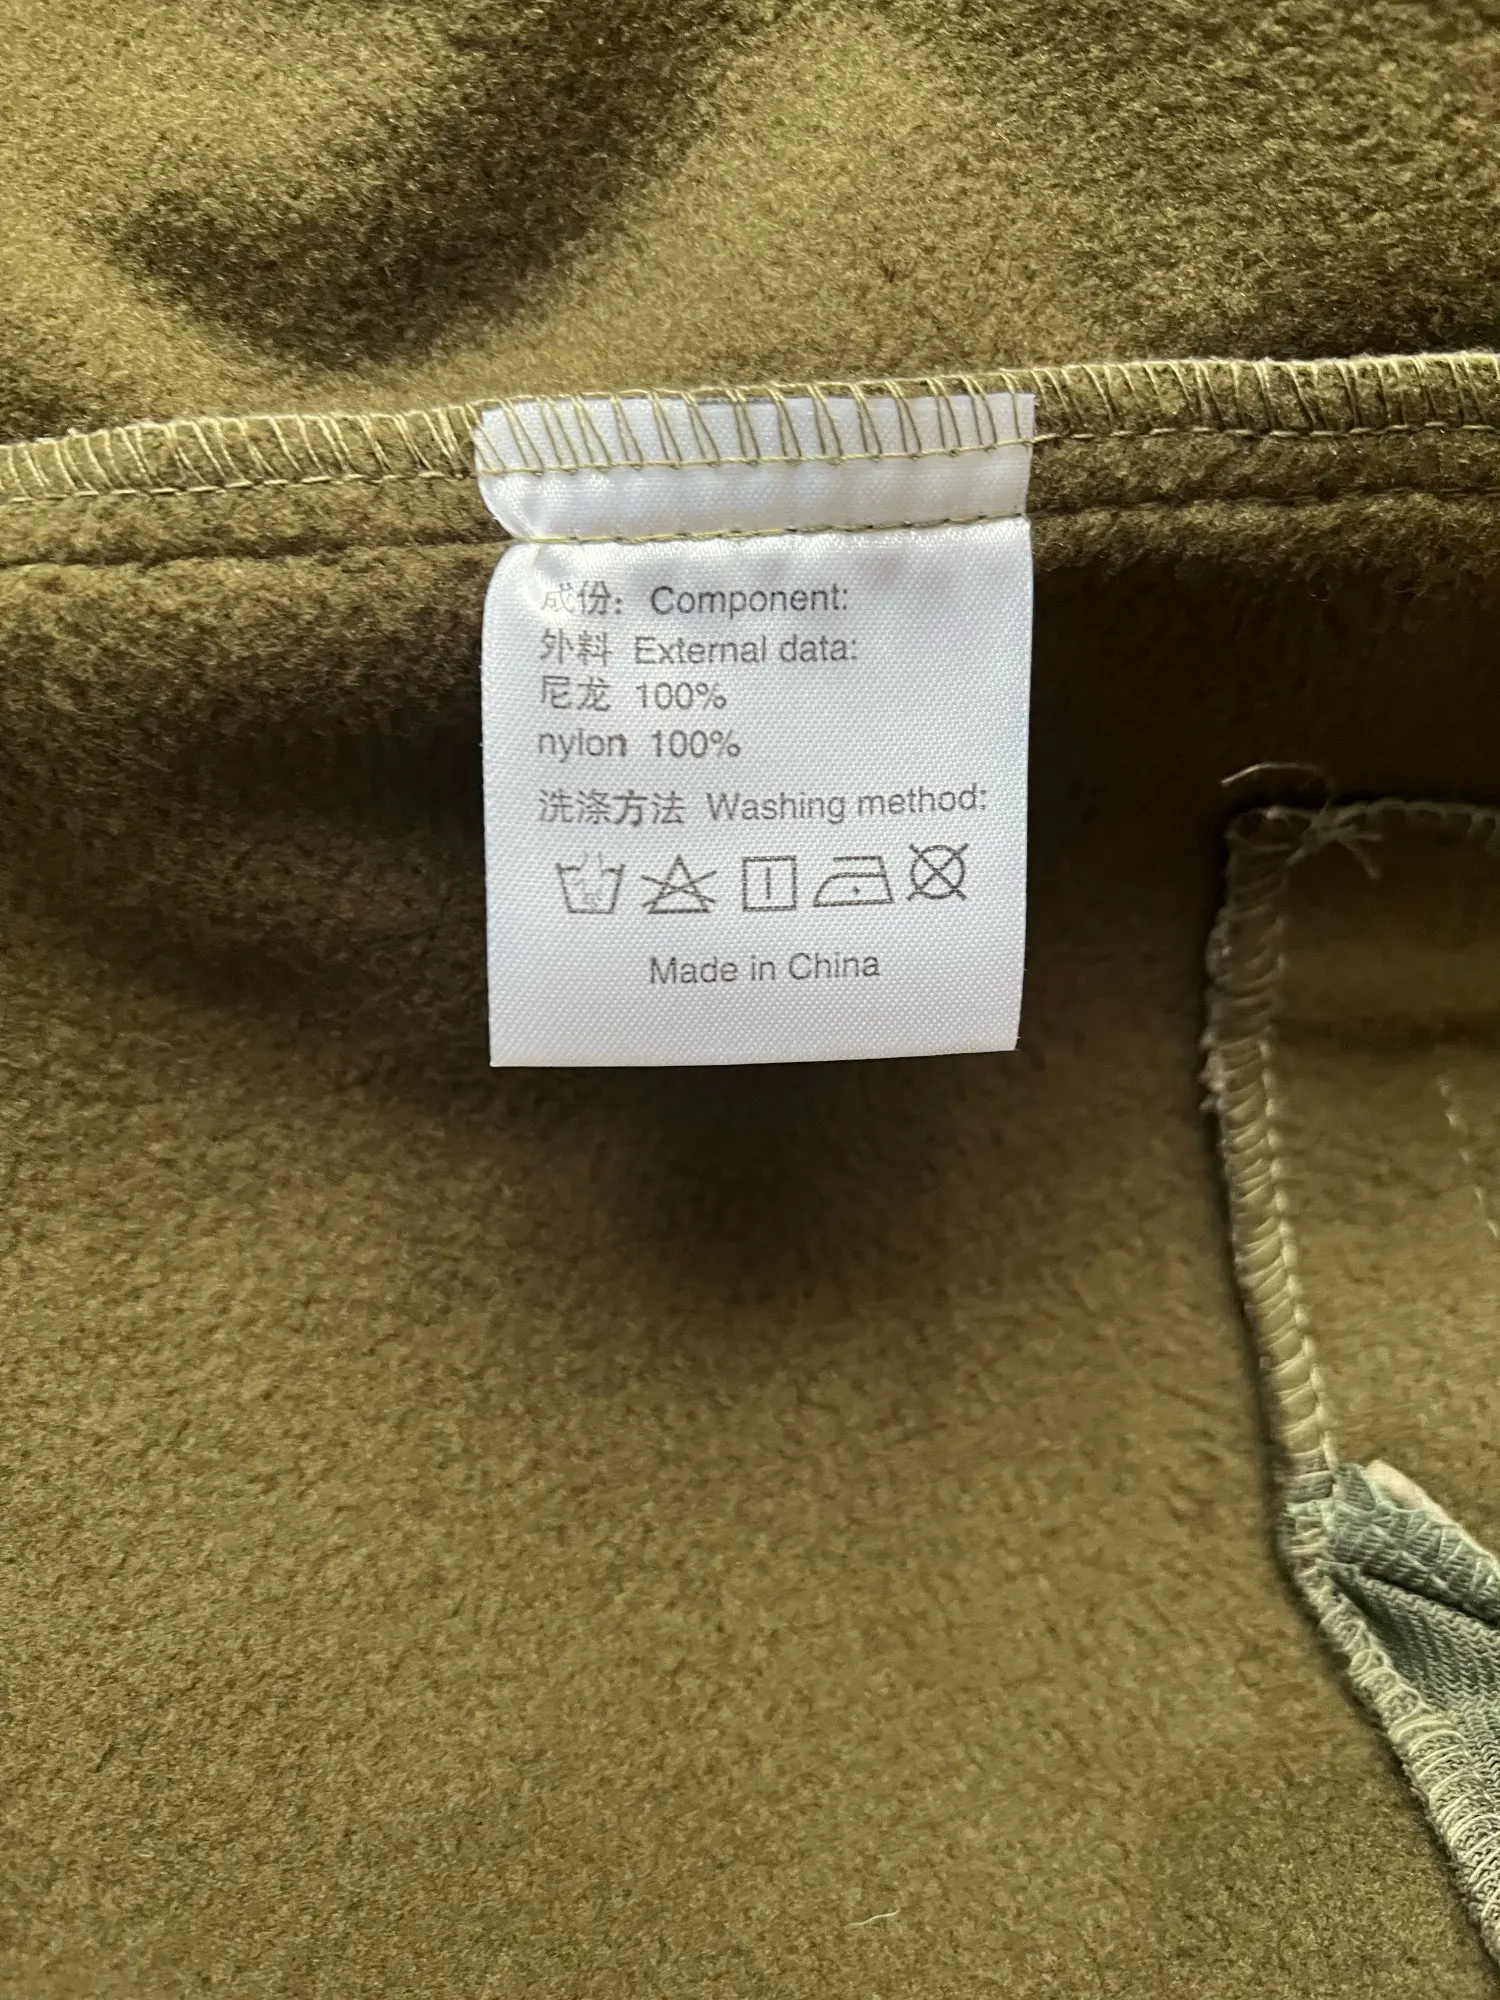 成份: Component:
外料 External data:
尼龙 100%
nylon 100%
洗涤方法 Washing method:
Made in China